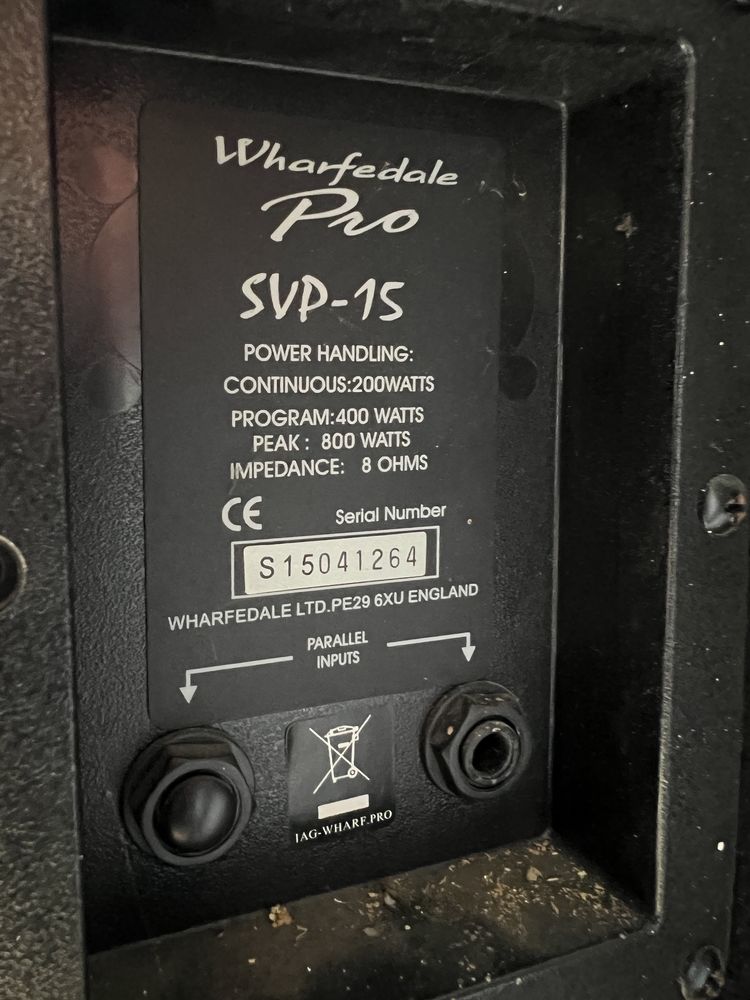 Wharfedale
Pro
SVP-15
POWER HANDLING:
CONTINUOUS:200WATTS
PROGRAM:400 WATTS
PEAK : 800 WATTS
IMPEDANCE: 8 OHMS
CE Serial Number
S15041264
WHARFEDALE LTD.PE29 6XU ENGLAND
PARALLEL
INPUTS
IAG-WHARF.PRO